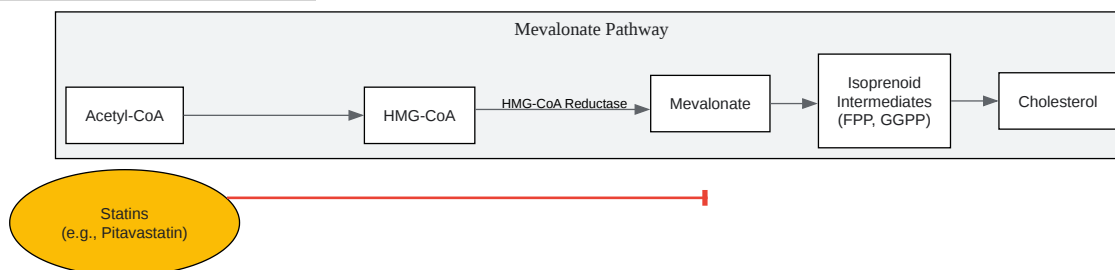 Mevalonate Pathway
Acetyl-CoA
HMG-CoA
HMG-CoA Reductase
Mevalonate
Isoprenoid
Intermediates
(FPP, GGPP)
Cholesterol
Statins
(e.g., Pitavastatin)